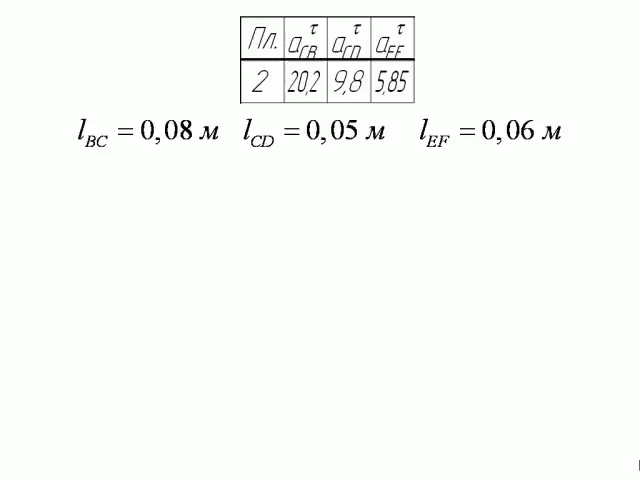 Пл. a^τ_CB a^τ_CD a^τ_EF
2 20,2 9,8 5,85
l_BC = 0,08 м l_CD = 0,05 м l_EF = 0,06 м